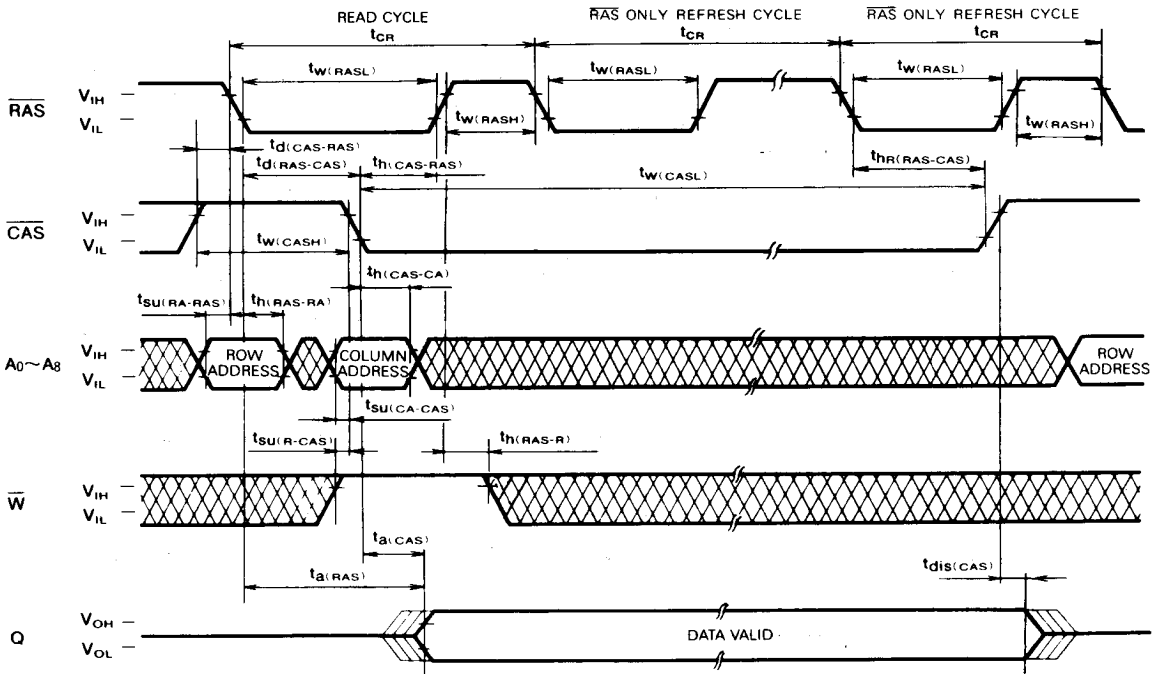 READ CYCLE
RAS ONLY REFRESH CYCLE
RAS ONLY REFRESH CYCLE
tCR
tCR
tCR
tw(RASL)
tw(RASL)
tw(RASL)
RAS
VIH
VIL
tw(RASH)
tw(RASH)
td(CAS-RAS)
td(RAS-CAS)
th(CAS-RAS)
thR(RAS-CAS)
tw(CASL)
CAS
VIH
VIL
tw(CASH)
th(CAS-CA)
tsu(RA-RAS)
th(RAS-RA)
A0~A8
VIH
VIL
ROW ADDRESS
COLUMN ADDRESS
ROW ADDRESS
tsu(CA-CAS)
tsu(R-CAS)
th(RAS-R)
W
VIH
VIL
ta(CAS)
ta(RAS)
tdis(CAS)
Q
VOH
VOL
DATA VALID